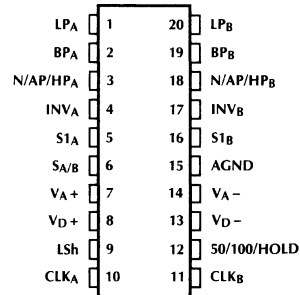 LPA 1 20 LPB
BPA 2 19 BPB
N/AP/HPA 3 18 N/AP/HPB
INVA 4 17 INVB
S1A 5 16 S1B
SA/B 6 15 AGND
VA+ 7 14 VA−
VD+ 8 13 VD−
LSh 9 12 50/100/HOLD
CLKA 10 11 CLKB